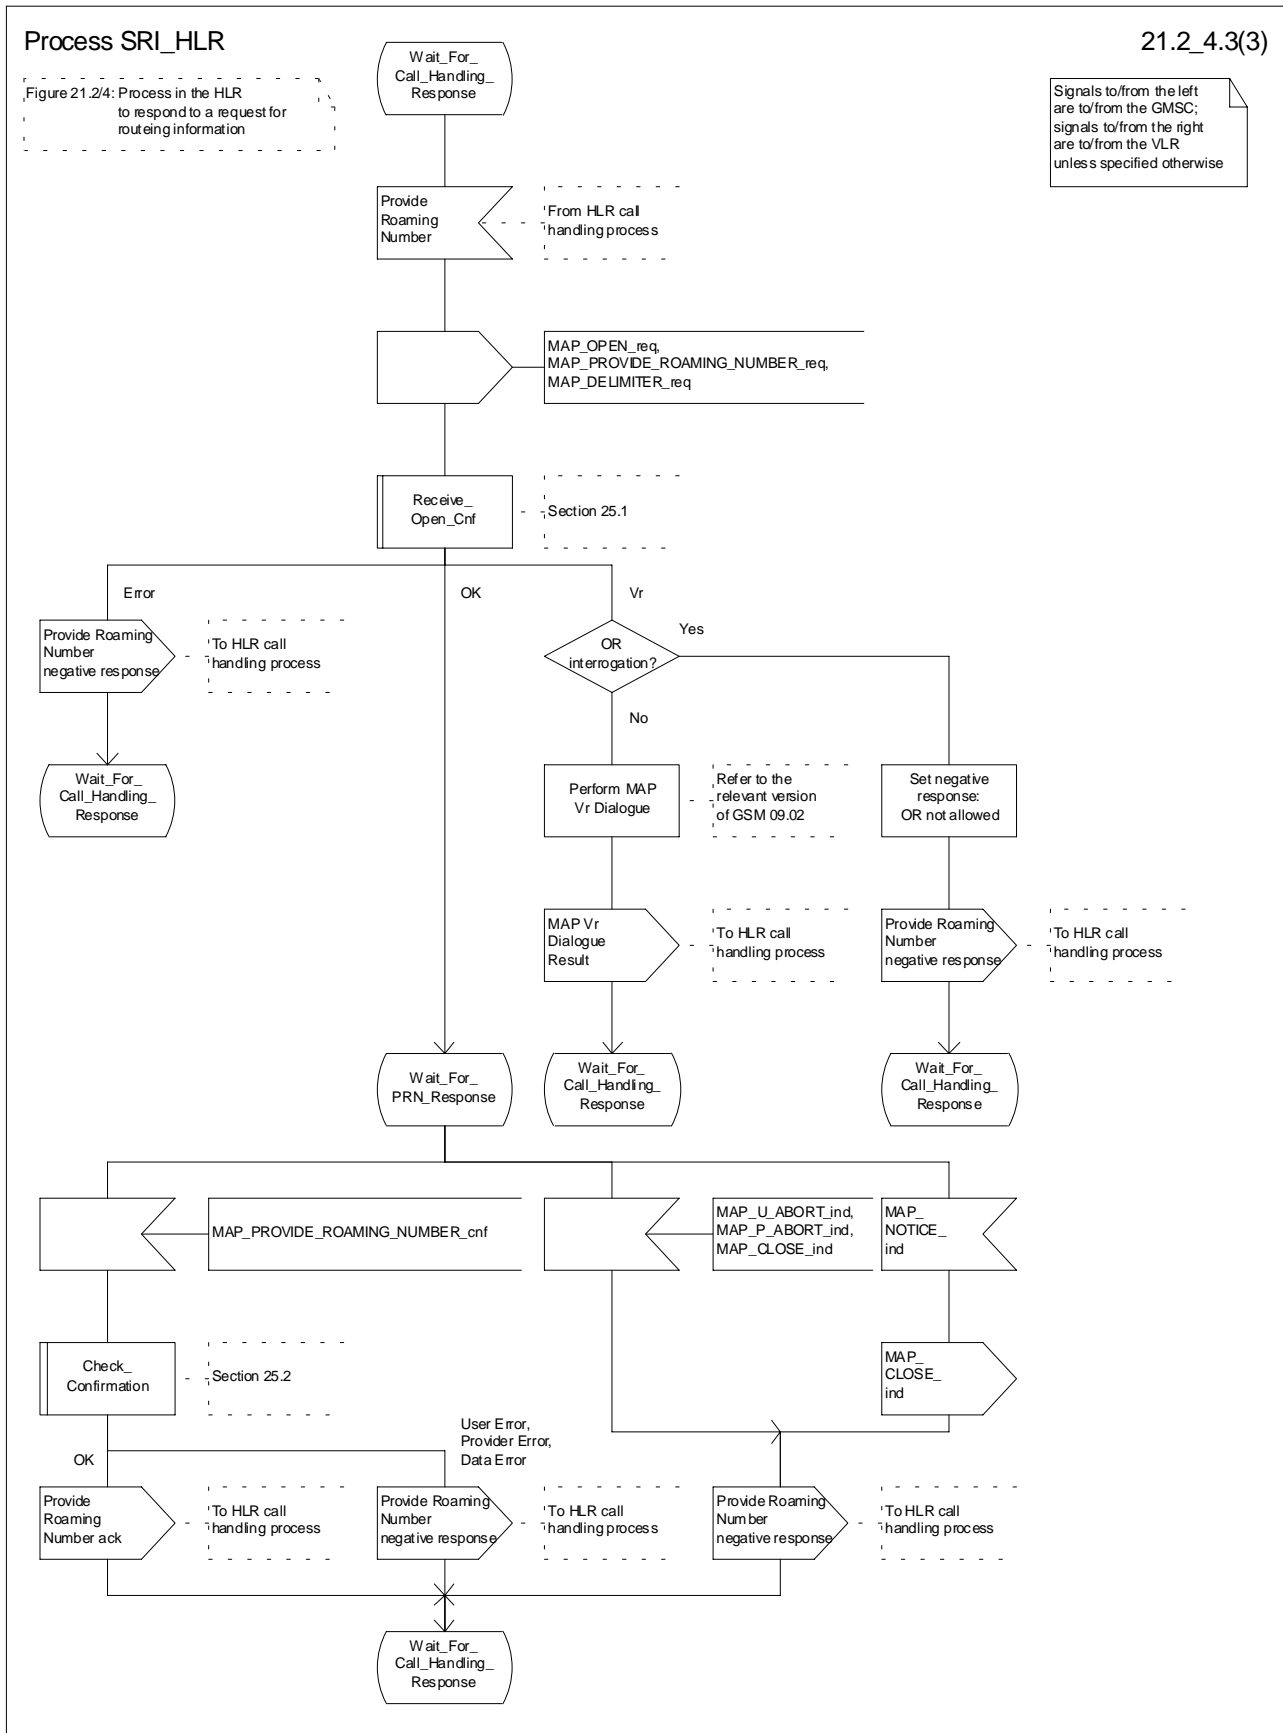 Process SRI_HLR
21.2_4.3(3)
Figure 21.2/4: Process in the HLR
to respond to a request for
routeing information
Wait_For_
Call_Handling_
Response
Signals to/from the left
are to/from the GMSC;
signals to/from the right
are to/from the VLR
unless specified otherwise
Provide
Roaming
Number
From HLR call
handling process
MAP_OPEN_req,
MAP_PROVIDE_ROAMING_NUMBER_req,
MAP_DELIMITER_req
Receive_
Open_Cnf
Section 25.1
Error
OK
Vr
Provide Roaming
Number
negative response
To HLR call
handling process
OR
interrogation?
Yes
No
Wait_For_
Call_Handling_
Response
Perform MAP
Vr Dialogue
Refer to the
relevant version
of GSM 09.02
Set negative
response:
OR not allowed
MAP Vr
Dialogue
Result
To HLR call
handling process
Provide Roaming
Number
negative response
To HLR call
handling process
Wait_For_
PRN_Response
Wait_For_
Call_Handling_
Response
Wait_For_
Call_Handling_
Response
MAP_PROVIDE_ROAMING_NUMBER_cnf
MAP_U_ABORT_ind,
MAP_P_ABORT_ind,
MAP_CLOSE_ind
MAP_
NOTICE_
ind
Check_
Confirmation
Section 25.2
MAP_
CLOSE_
ind
OK
User Error,
Provider Error,
Data Error
Provide
Roaming
Number ack
To HLR call
handling process
Provide Roaming
Number
negative response
To HLR call
handling process
Provide Roaming
Number
negative response
To HLR call
handling process
Wait_For_
Call_Handling_
Response